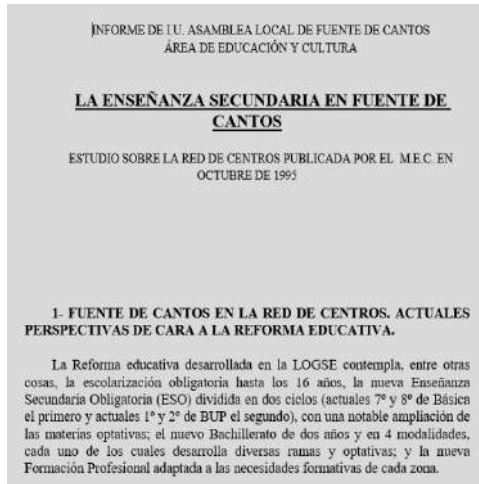 INFORME DE I.U. ASAMBLEA LOCAL DE FUENTE DE CANTOS
ÁREA DE EDUCACIÓN Y CULTURA
LA ENSEÑANZA SECUNDARIA EN FUENTE DE
CANTOS
ESTUDIO SOBRE LA RED DE CENTROS PUBLICADA POR EL M.E.C. EN
OCTUBRE DE 1995
1- FUENTE DE CANTOS EN LA RED DE CENTROS. ACTUALES
PERSPECTIVAS DE CARA A LA REFORMA EDUCATIVA.
La Reforma educativa desarrollada en la LOGSE contempla, entre otras
cosas, la escolarización obligatoria hasta los 16 años, la nueva Enseñanza
Secundaria Obligatoria (ESO) dividida en dos ciclos (actuales 7º y 8º de Básica
el primero y actuales 1º y 2º de BUP el segundo), con una notable ampliación de
las materias optativas; el nuevo Bachillerato de dos años y en 4 modalidades,
cada uno de los cuales desarrolla diversas ramas y optativas; y la nueva
Formación Profesional adaptada a las necesidades formativas de cada zona.